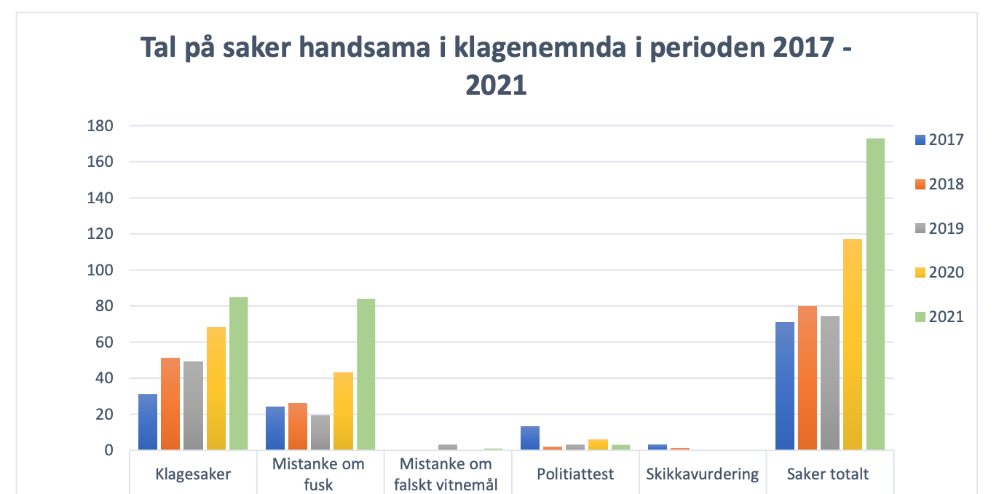 Tal på saker handsama i klagenemnda i perioden 2017 -
2021
180
160
140
120
100
80
60
40
20
0
2017
2018
2019
2020
2021
Klagesaker
Mistanke om
fusk
Mistanke om
falskt vitnemål
Politiattest
Skikkavurdering
Saker totalt